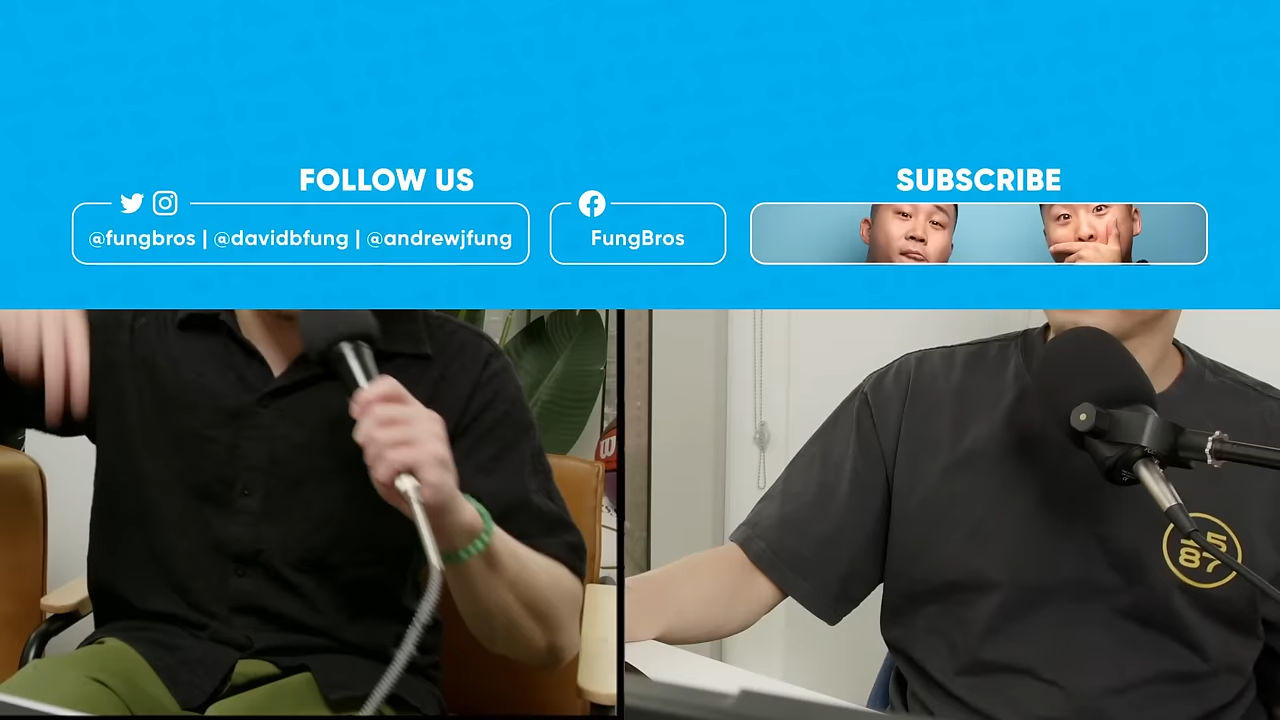 FOLLOW US
@fungbros | @davidbfung | @andrewjfung
FungBros
SUBSCRIBE
W
87